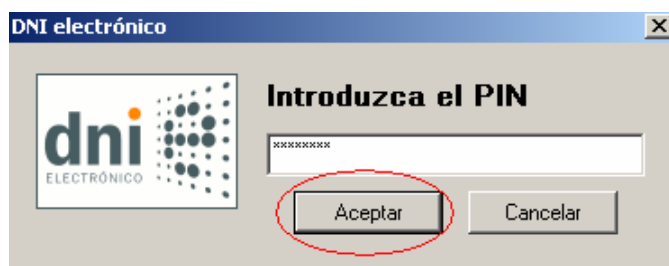 DNI electrónico
dni
ELECTRÓNICO
Introduzca el PIN
********
Aceptar
Cancelar